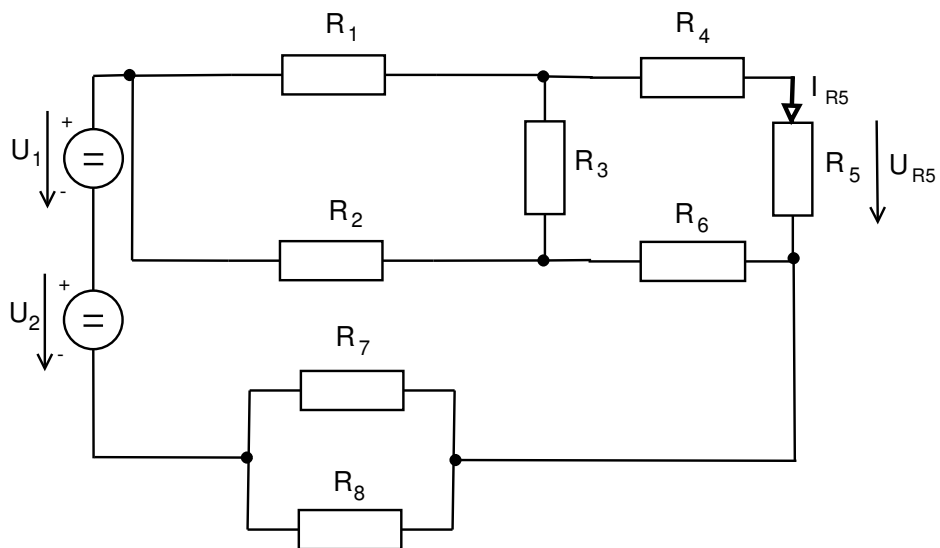 R1
R4
IR5
+
U1
=
-
R3
R5
UR5
R2
R6
+
U2
=
-
R7
R8